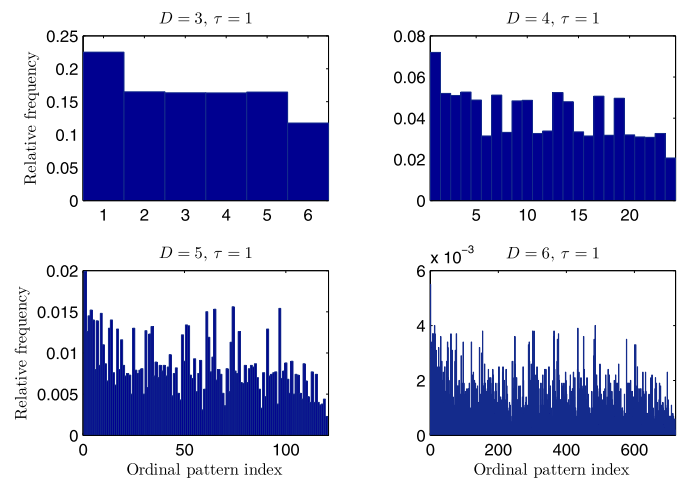 D = 3, τ = 1
D = 4, τ = 1
0.25
0.2
0.15
0.1
0.05
0
Relative frequency
1 2 3 4 5 6
0.08
0.06
0.04
0.02
0
5 10 15 20
D = 5, τ = 1
x 10⁻³
D = 6, τ = 1
0.02
0.015
0.01
0.005
0
Relative frequency
0 50 100
Ordinal pattern index
6
4
2
0
0 200 400 600
Ordinal pattern index